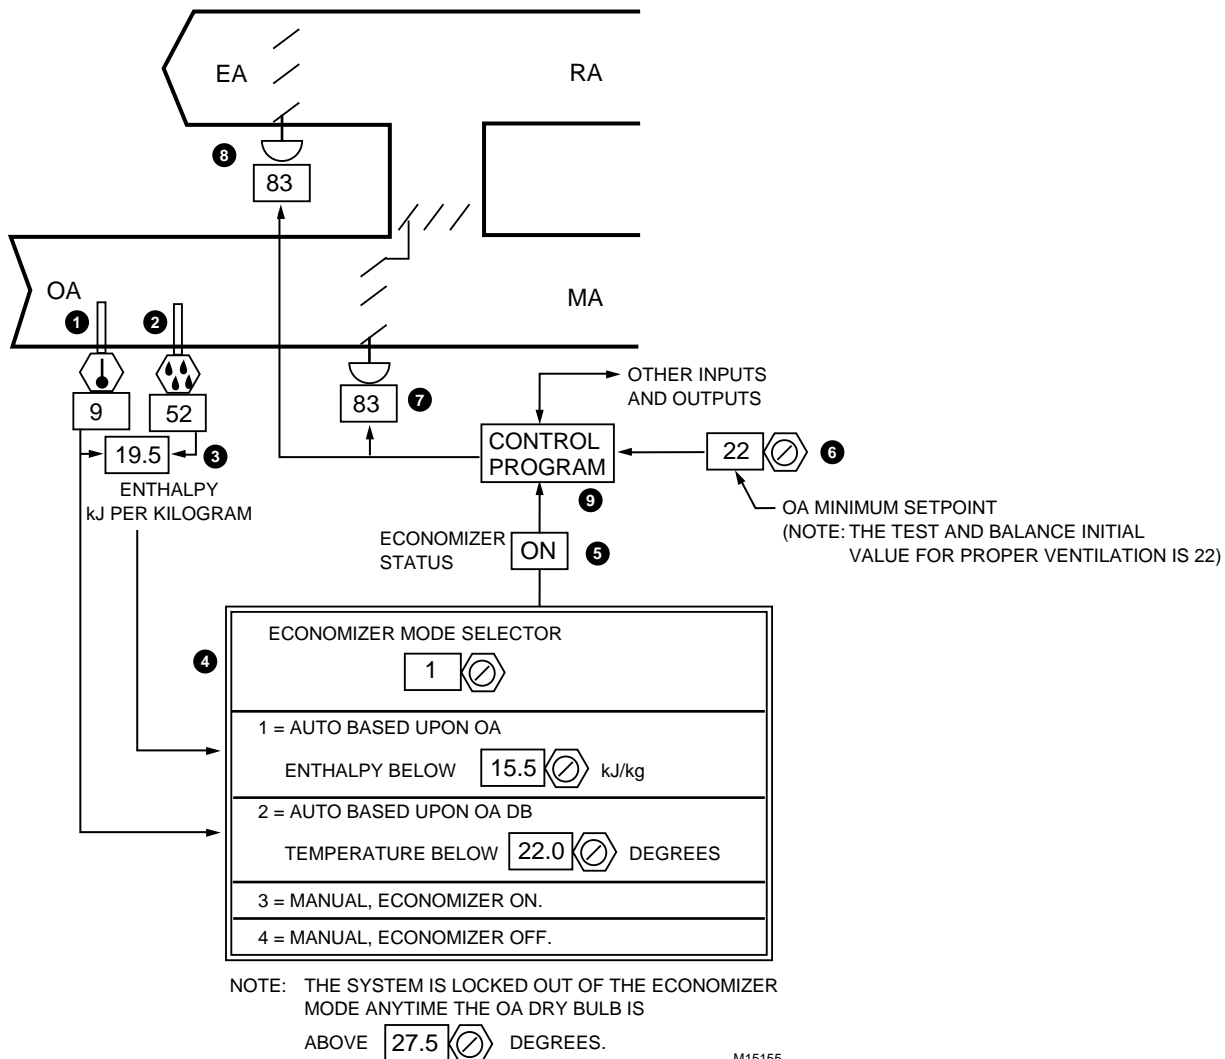 EA
RA
8
83
OA
MA
1
2
9
52
83
7
OTHER INPUTS
AND OUTPUTS
19.5
3
CONTROL
PROGRAM
22
6
ENTHALPY
kJ PER KILOGRAM
9
OA MINIMUM SETPOINT
(NOTE: THE TEST AND BALANCE INITIAL
VALUE FOR PROPER VENTILATION IS 22)
ECONOMIZER
STATUS
ON
5
4
ECONOMIZER MODE SELECTOR
1
1 = AUTO BASED UPON OA
ENTHALPY BELOW 15.5 kJ/kg
2 = AUTO BASED UPON OA DB
TEMPERATURE BELOW 22.0 DEGREES
3 = MANUAL, ECONOMIZER ON.
4 = MANUAL, ECONOMIZER OFF.
NOTE: THE SYSTEM IS LOCKED OUT OF THE ECONOMIZER
MODE ANYTIME THE OA DRY BULB IS
ABOVE 27.5 DEGREES.
M15155